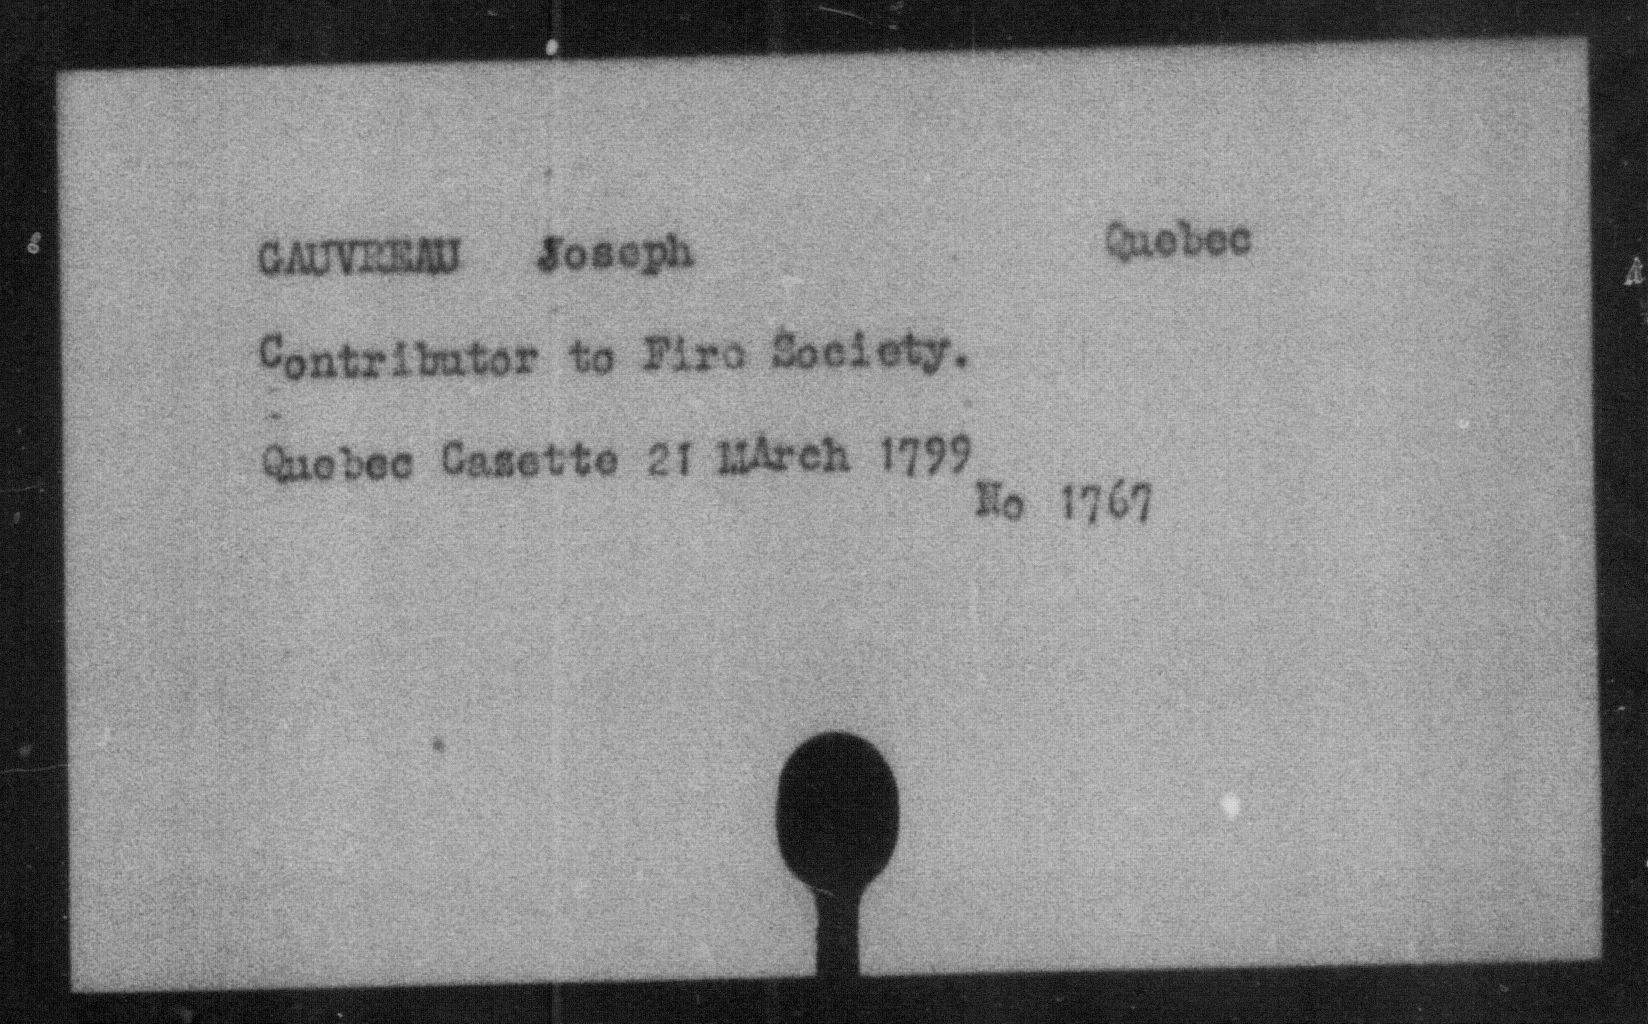 GAUVREAU Joseph Quebec
Contributor to Fire Society.
Quebec Gazette 21 MArch 1799
No 1767